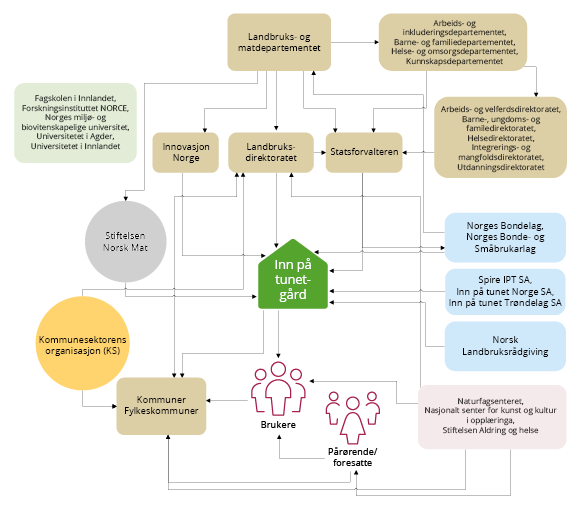 Landbruks- og
matdepartementet
Arbeids- og
inkluderingsdepartementet,
Barne- og familiedepartementet,
Helse- og omsorgsdepartementet,
Kunnskapsdepartementet
Fagskolen i Innlandet,
Forskningsinstituttet NORCE,
Norges miljø- og
biovitenskapelige universitet,
Universitetet i Agder,
Universitetet i Innlandet
Innovasjon
Norge
Landbruks-
direktoratet
Statsforvalteren
Arbeids- og velferdsdirektoratet,
Barne-, ungdoms- og
familedirektoratet,
Helsedirektoratet,
Integrerings- og
mangfoldsdirektoratet,
Utdanningsdirektoratet
Stiftelsen
Norsk Mat
Norges Bondelag,
Norges Bonde- og
Småbrukarlag
Inn på
tunet-
gård
Spire IPT SA,
Inn på tunet Norge SA,
Inn på tunet Trøndelag SA
Kommunesektorens
organisasjon (KS)
Norsk
Landbruksrådgiving
Kommuner
Fylkeskommuner
Brukere
Pårørende/
foresatte
Naturfagsenteret,
Nasjonalt senter for kunst og kultur
i opplæringa,
Stiftelsen Aldring og helse